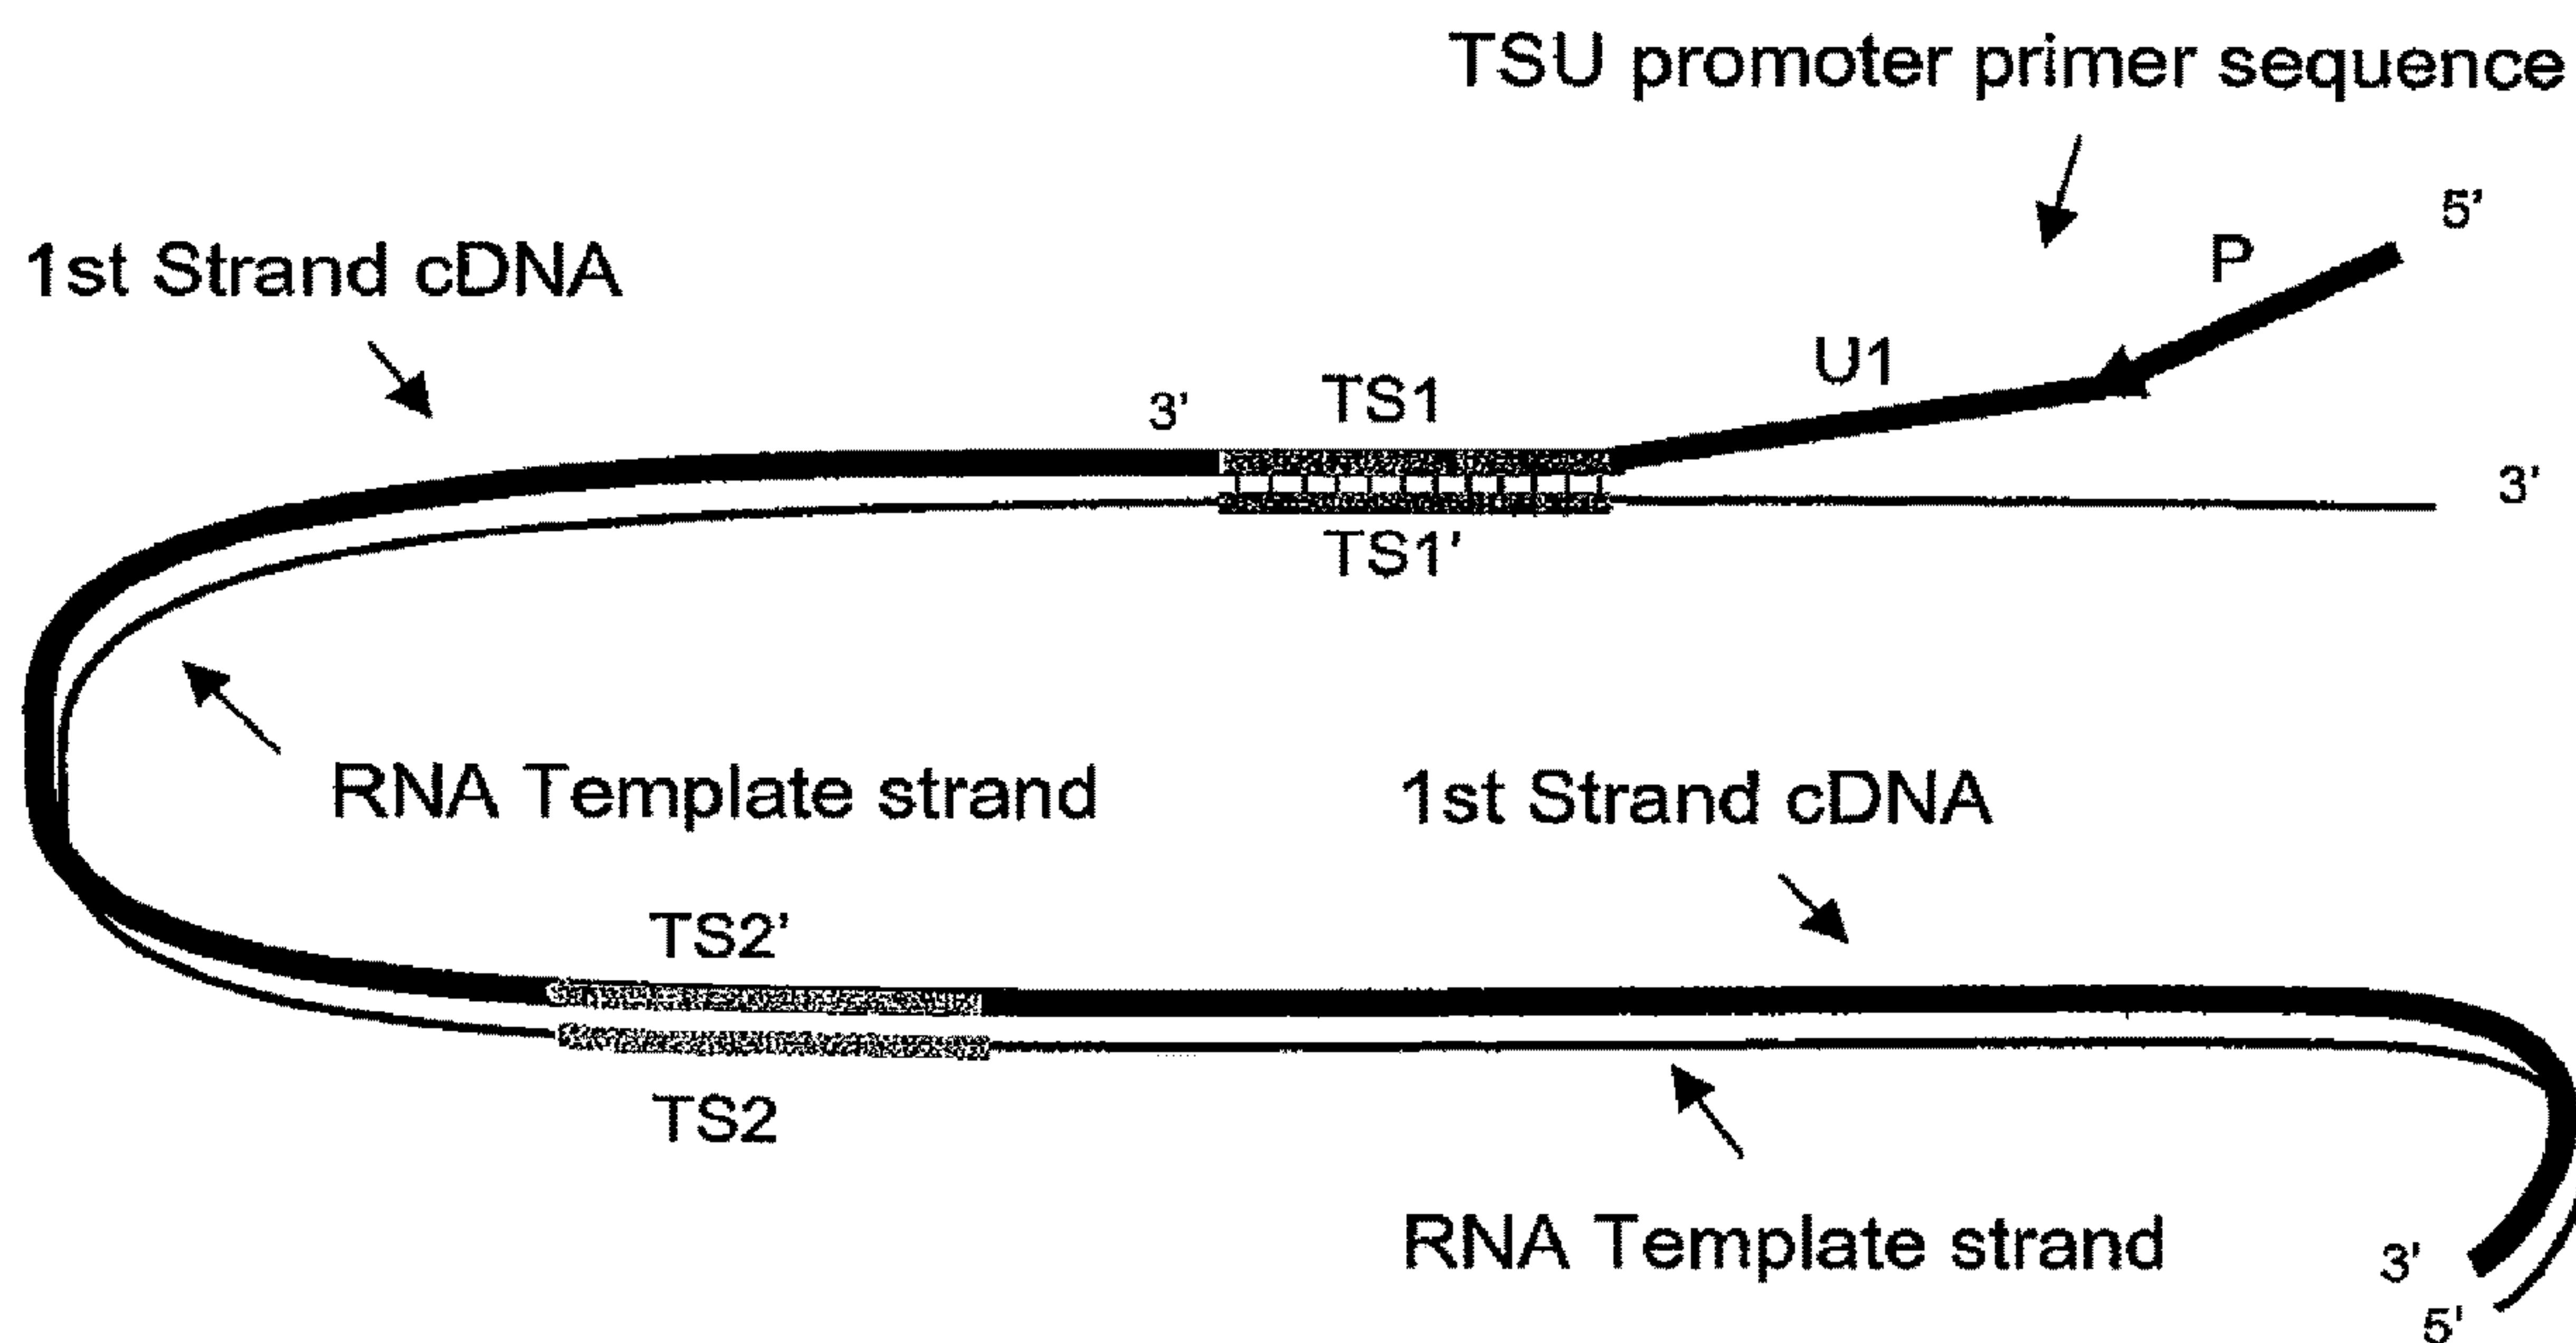 TSU promoter primer sequence
5'
P
1st Strand cDNA
U1
3'
TS1
3'
TS1'
RNA Template strand
1st Strand cDNA
TS2'
TS2
RNA Template strand
3'
5'